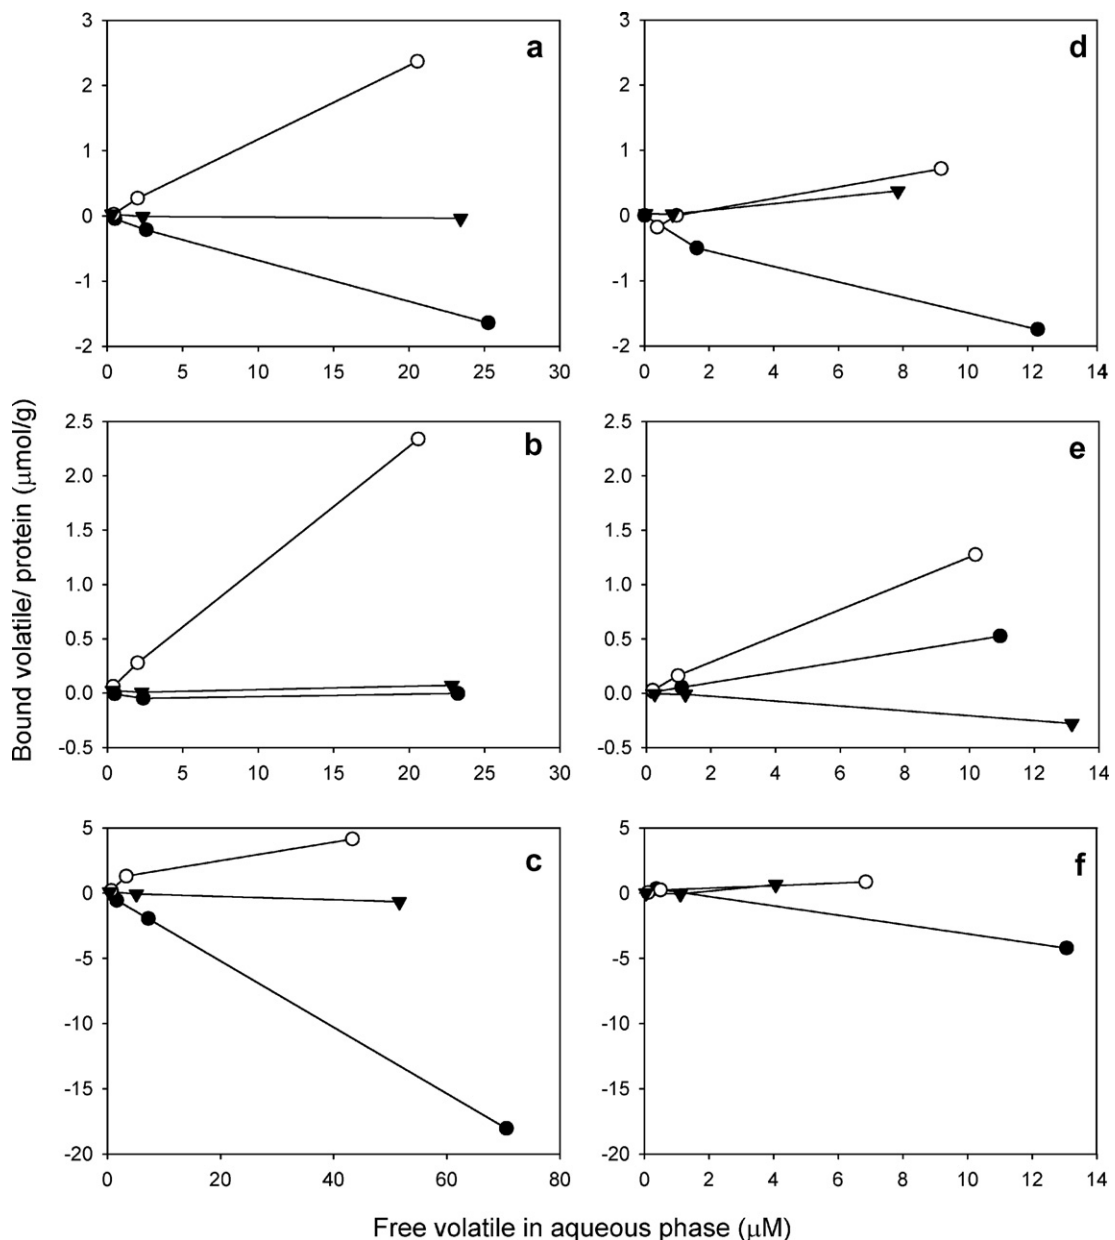 Bound volatile/ protein (μmol/g)
a
3
2
1
0
-1
-2
0 5 10 15 20 25 30
d
3
2
1
0
-1
-2
0 2 4 6 8 10 12 14
b
2.5
2.0
1.5
1.0
0.5
0.0
-0.5
0 5 10 15 20 25 30
e
2.5
2.0
1.5
1.0
0.5
0.0
-0.5
0 2 4 6 8 10 12 14
c
5
0
-5
-10
-15
-20
0 20 40 60 80
f
5
0
-5
-10
-15
-20
0 2 4 6 8 10 12 14
Free volatile in aqueous phase (μM)